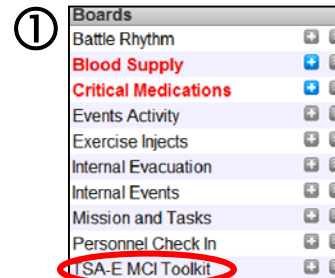 ①
Boards
Battle Rhythm
Blood Supply
Critical Medications
Events Activity
Exercise Injects
Internal Evacuation
Internal Events
Mission and Tasks
Personnel Check In
TSA-E MCI Toolkit